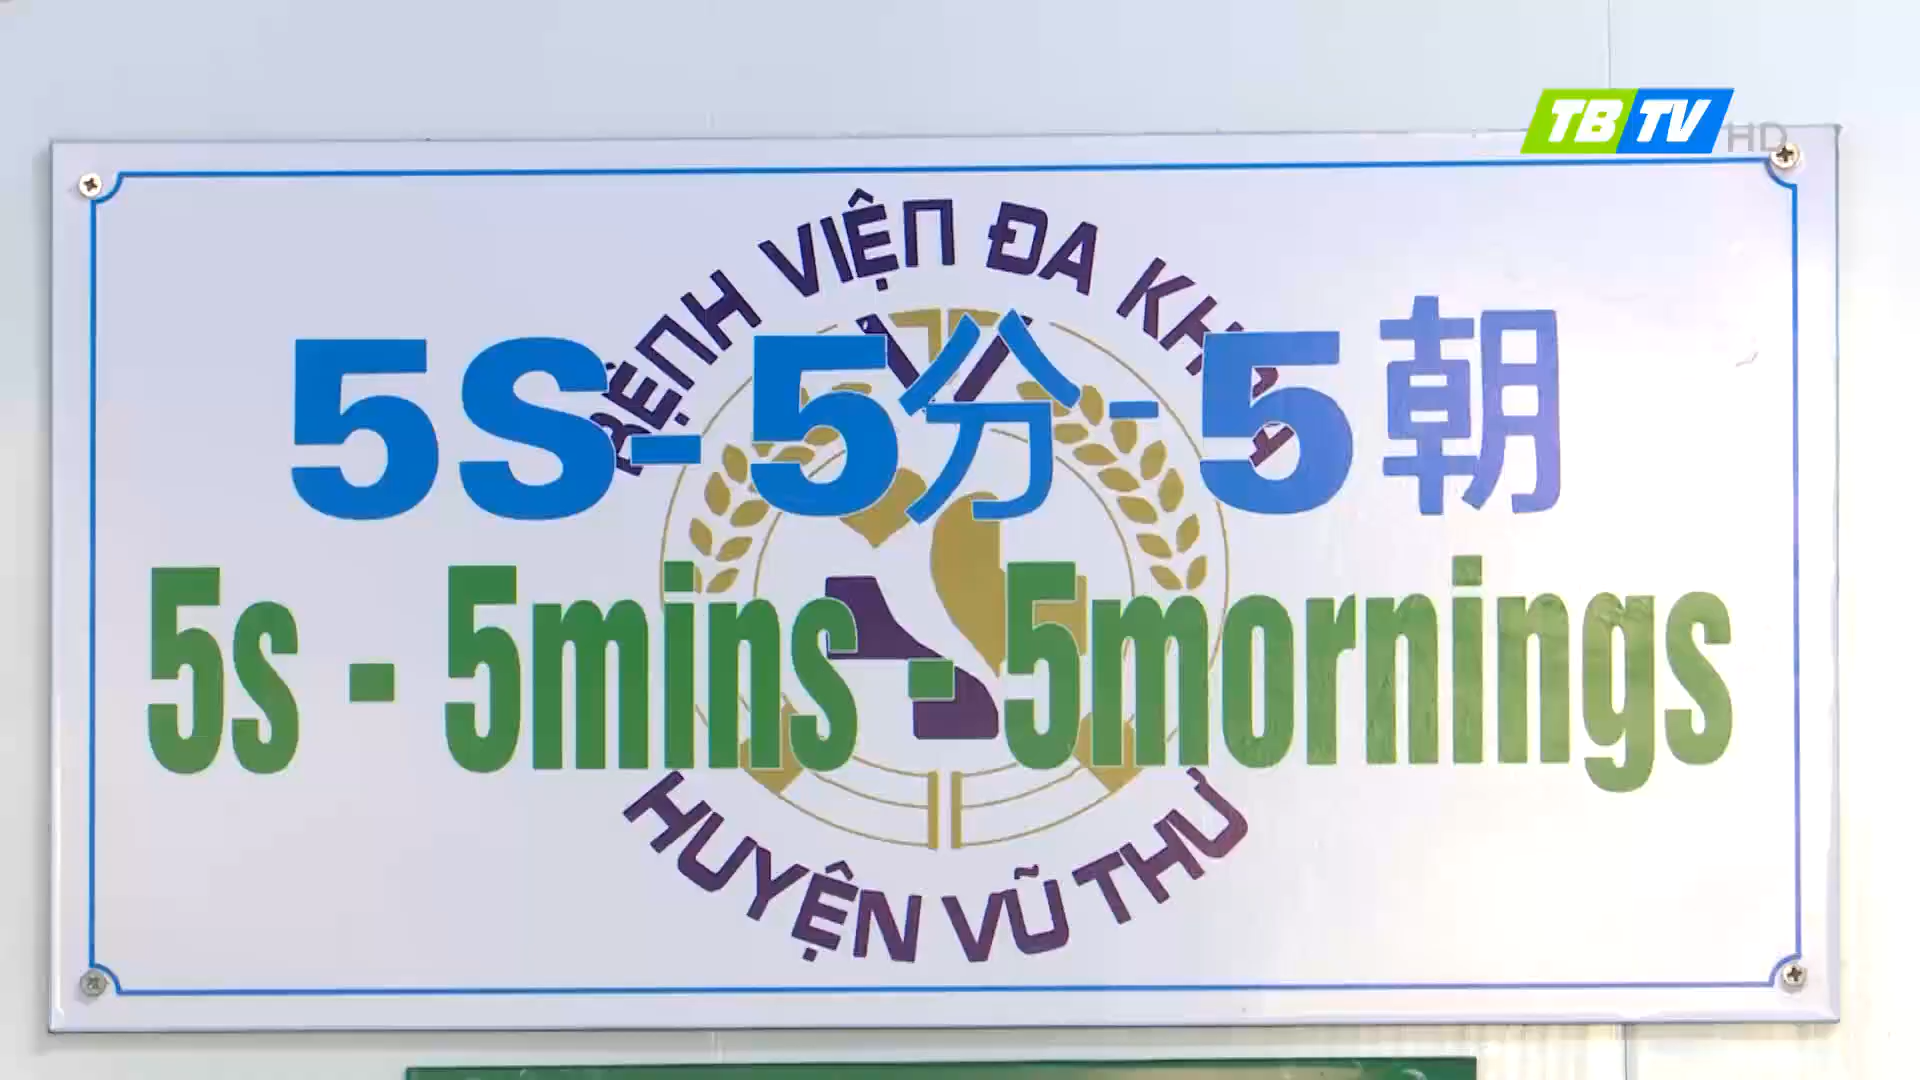 TBTV HD
BỆNH VIỆN ĐA KHOA
5S-5分-5朝
5s - 5mins - 5mornings
HUYỆN VŨ THƯ